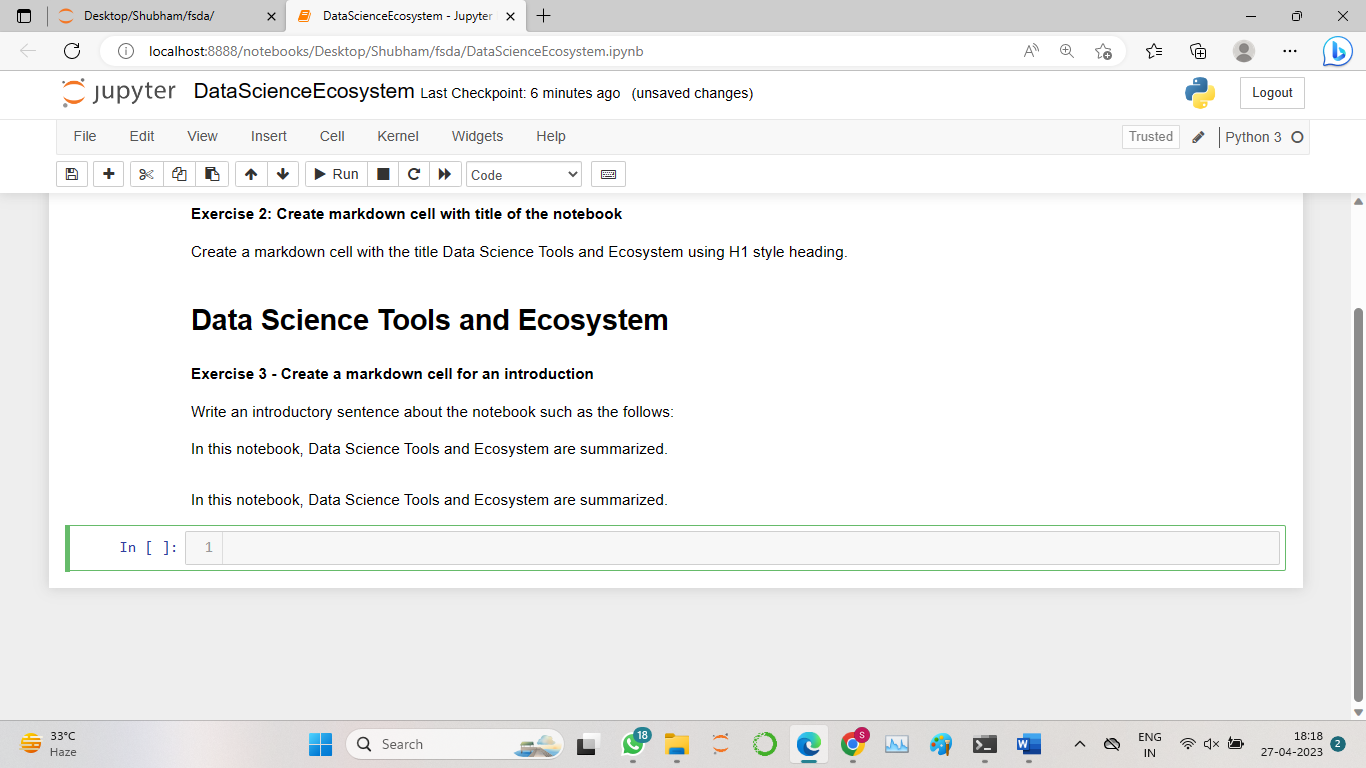 Desktop/Shubham/fsda/
DataScienceEcosystem - Jupyter
localhost:8888/notebooks/Desktop/Shubham/fsda/DataScienceEcosystem.ipynb
jupyter DataScienceEcosystem Last Checkpoint: 6 minutes ago (unsaved changes) Logout
File Edit View Insert Cell Kernel Widgets Help Trusted Python 3
Run Code
Exercise 2: Create markdown cell with title of the notebook
Create a markdown cell with the title Data Science Tools and Ecosystem using H1 style heading.
Data Science Tools and Ecosystem
Exercise 3 - Create a markdown cell for an introduction
Write an introductory sentence about the notebook such as the follows:
In this notebook, Data Science Tools and Ecosystem are summarized.
In this notebook, Data Science Tools and Ecosystem are summarized.
In [ ]: 1
33°C
Haze
Search
18
S
ENG
IN
18:18
27-04-2023
2